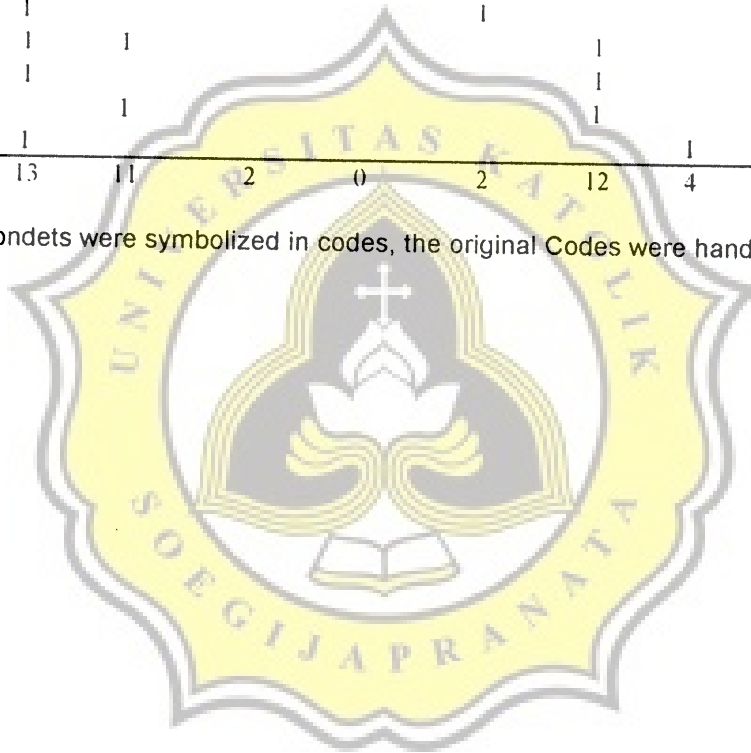 1 1
1 1 1
1 1
1 1
1 1
13 11 2 0 2 12 4
ondets were symbolized in codes, the original Codes were hand
UNIVERSITAS KATOLIK
SOEGIJAPRANATA